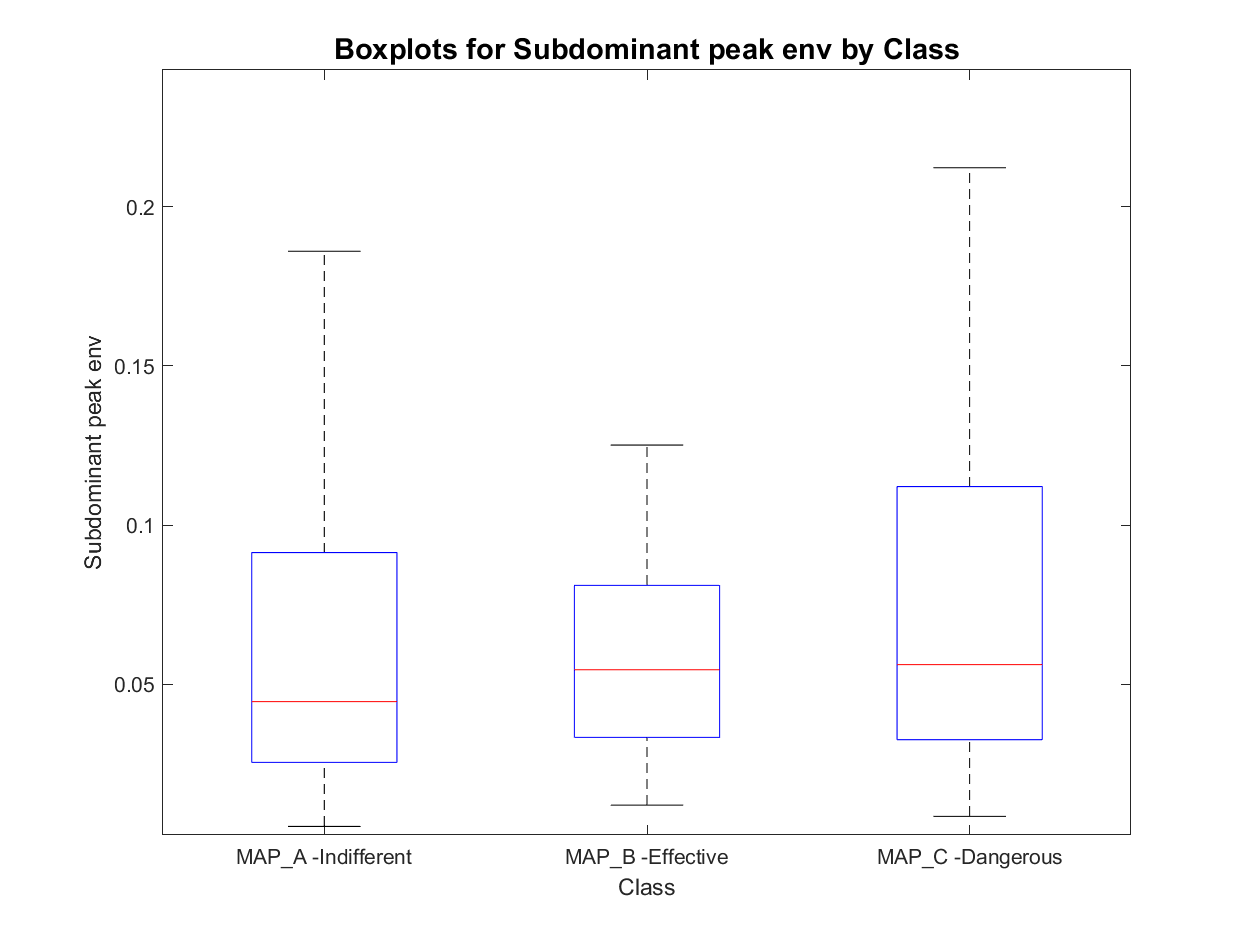 Boxplots for Subdominant peak env by Class
Subdominant peak env
0.2
0.15
0.1
0.05
MAP_A -Indifferent
MAP_B -Effective
MAP_C -Dangerous
Class